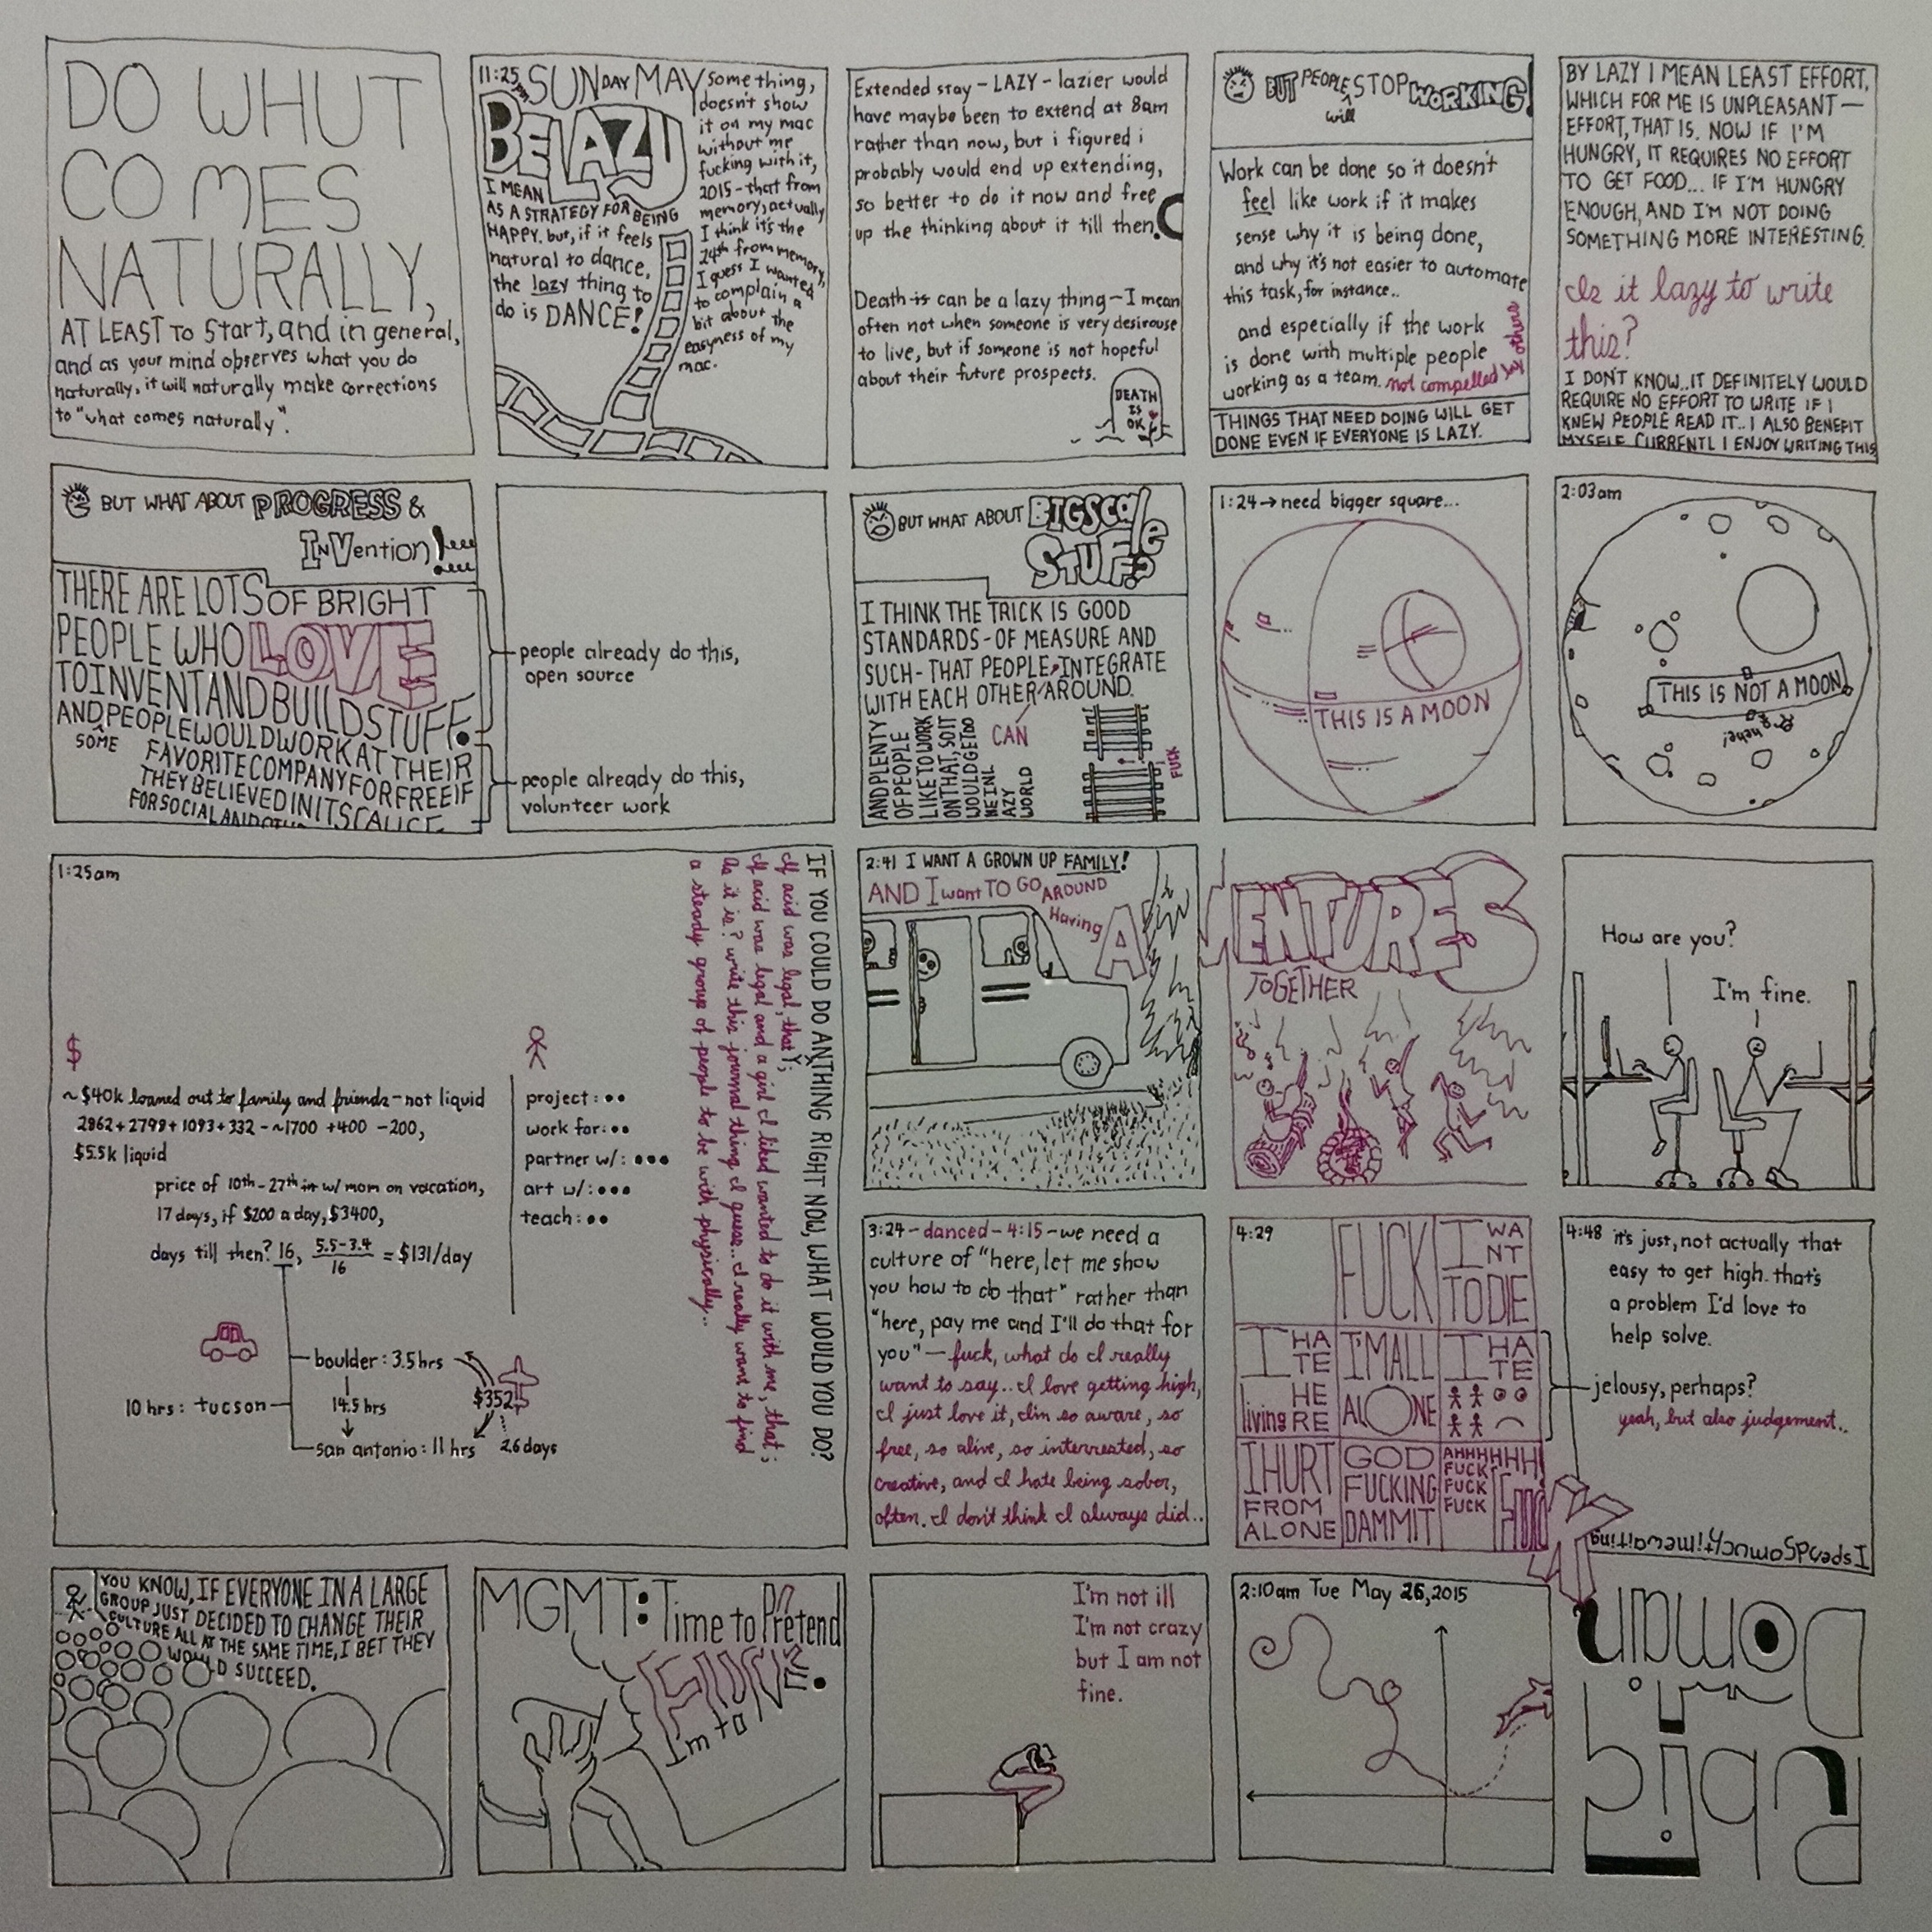 DO WHUT
COMES
NATURALLY,
AT LEAST TO Start, and in general,
and as your mind observes what you do
naturally, it will naturally make corrections
to "what comes naturally".
11:25pm SUNDAY MAY
BE LAZY
I MEAN
AS A STRATEGY FOR BEING
HAPPY. but, if it feels
natural to dance,
the lazy thing to
do is DANCE!
something,
doesn't show
it on my mac
without me
fucking with it,
2015 - that from
memory, actually
I think it's the
24th from memory,
I guess I wanted
to complain a
bit about the
easyness of my
mac.
Extended stay - LAZY - lazier would
have maybe been to extend at 8am
rather than now, but i figured i
probably would end up extending,
so better to do it now and free
up the thinking about it till then.
Death is can be a lazy thing - I mean
often not when someone is very desirouse
to live, but if someone is not hopeful
about their future prospects.
DEATH
IS
OK
BUT PEOPLE will STOP WORKING!
Work can be done so it doesn't
feel like work if it makes
sense why it is being done,
and why it's not easier to automate
this task, for instance..
and especially if the work
is done with multiple people
working as a team. not compelled by others
THINGS THAT NEED DOING WILL GET
DONE EVEN IF EVERYONE IS LAZY.
BY LAZY I MEAN LEAST EFFORT,
WHICH FOR ME IS UNPLEASANT —
EFFORT, THAT IS. NOW IF I'M
HUNGRY, IT REQUIRES NO EFFORT
TO GET FOOD... IF I'M HUNGRY
ENOUGH, AND I'M NOT DOING
SOMETHING MORE INTERESTING.
Is it lazy to write
this?
I DON'T KNOW.. IT DEFINITELY WOULD
REQUIRE NO EFFORT TO WRITE IF I
KNEW PEOPLE READ IT.. I ALSO BENEFIT
MYSELF CURRENTL I ENJOY WRITING THIS
BUT WHAT ABOUT PROGRESS &
INVention!
THERE ARE LOTS OF BRIGHT
PEOPLE WHO LOVE
TO INVENT AND BUILD STUFF.
AND SOME PEOPLE WOULD WORK AT THEIR
FAVORITE COMPANY FOR FREE IF
THEY BELIEVED IN ITS CAUSE
FOR SOCIAL AND
people already do this,
open source
people already do this,
volunteer work
BUT WHAT ABOUT BIG SCale
STUFF?
I THINK THE TRICK IS GOOD
STANDARDS - OF MEASURE AND
SUCH - THAT PEOPLE INTEGRATE
WITH EACH OTHER AROUND.
CAN
AND PLENTY
OF PEOPLE
LIKE TO WORK
ON THAT, SO IT
WOULD GET DO
NE IN L
AZY
WORLD
FUCK
1:24 → need bigger square...
THIS IS A MOON
2:03am
THIS IS NOT A MOON
hehe!
1:25am
$
~ $40k loaned out to family and friends - not liquid
2862 + 2799 + 1093 + 332 - ~1700 + 400 - 200,
$5.5k liquid
price of 10th - 27th in w/ mom on vacation,
17 days, if $200 a day, $3400,
days till then? 16, 5.5-3.4 / 16 = $131/day
project: ••
work for: ••
partner w/: •••
art w/: •••
teach: ••
boulder: 3.5hrs
10 hrs: tucson
14.5 hrs
$352
san antonio: 11 hrs
2.6 days
IF YOU COULD DO ANYTHING RIGHT NOW, WHAT WOULD YOU DO?
If acid was legal, that;
if acid was legal and a girl I liked wanted to do it with me, that;
As it is? write this journal thing I guess... I really want to find
a steady group of people to be with physically..
2:41 I WANT A GROWN UP FAMILY!
AND I want TO GO AROUND
Having ADVENTURES
TOGETHER
How are you?
I'm fine.
3:24 - danced - 4:15 - we need a
culture of "here, let me show
you how to do that" rather than
"here, pay me and I'll do that for
you" — fuck, what do I really
want to say.. I love getting high,
I just love it, I'm so aware, so
free, so alive, so interrested, so
creative, and I hate being sober,
often. I don't think I always did..
4:29
FUCK
I WANT
TO DIE
I HATE
living HERE
I'M ALL
ALONE
I HATE
I HURT
FROM
ALONE
GOD
FUCKING
DAMMIT
AHHHHHHH!
FUCK
FUCK
FUCK
FUCK
4:48 it's just, not actually that
easy to get high. that's
a problem I'd love to
help solve.
jelousy, perhaps?
yeah, but also judgement..
I Spend So much time waiting
YOU KNOW, IF EVERYONE IN A LARGE
GROUP JUST DECIDED TO CHANGE THEIR
CULTURE ALL AT THE SAME TIME, I BET THEY
WOULD SUCCEED.
MGMT: Time to Pretend
I'm to FUCKE.
I'm not ill
I'm not crazy
but I am not
fine.
2:10am Tue May 26, 2015
Public
Domain